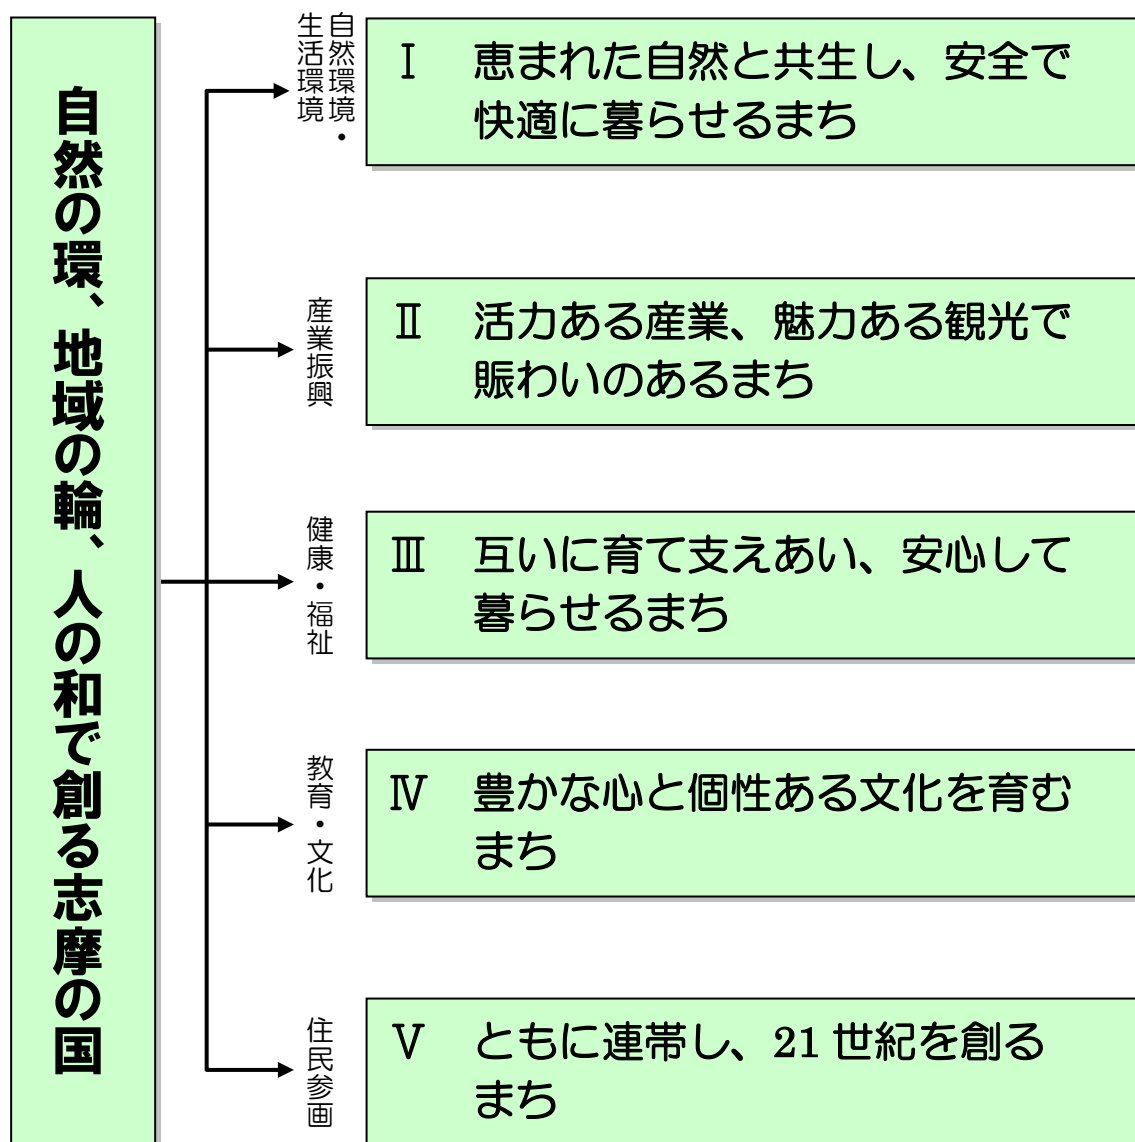 自然の環、地域の輪、人の和で創る志摩の国
自然環境・
生活環境
Ⅰ 恵まれた自然と共生し、安全で
快適に暮らせるまち
産業振興
Ⅱ 活力ある産業、魅力ある観光で
賑わいのあるまち
健康・福祉
Ⅲ 互いに育て支えあい、安心して
暮らせるまち
教育・文化
Ⅳ 豊かな心と個性ある文化を育む
まち
住民参画
Ⅴ ともに連帯し、21 世紀を創る
まち